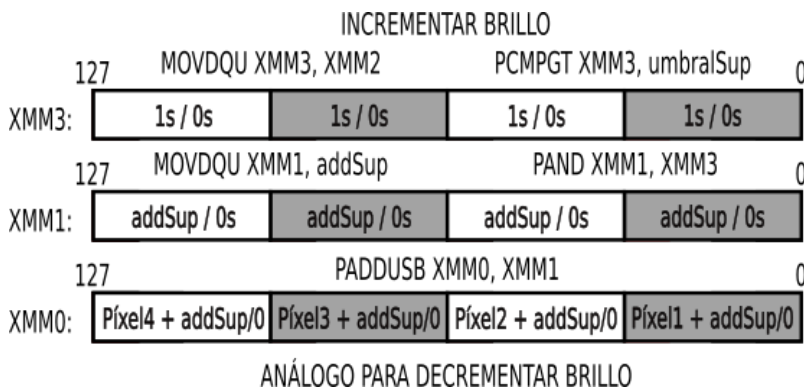 INCREMENTAR BRILLO
127 MOVDQU XMM3, XMM2 PCMPGT XMM3, umbralSup 0
XMM3: 1s / 0s 1s / 0s 1s / 0s 1s / 0s
127 MOVDQU XMM1, addSup PAND XMM1, XMM3 0
XMM1: addSup / 0s addSup / 0s addSup / 0s addSup / 0s
127 PADDUSB XMM0, XMM1 0
XMM0: Píxel4 + addSup/0 Píxel3 + addSup/0 Píxel2 + addSup/0 Píxel1 + addSup/0
ANÁLOGO PARA DECREMENTAR BRILLO